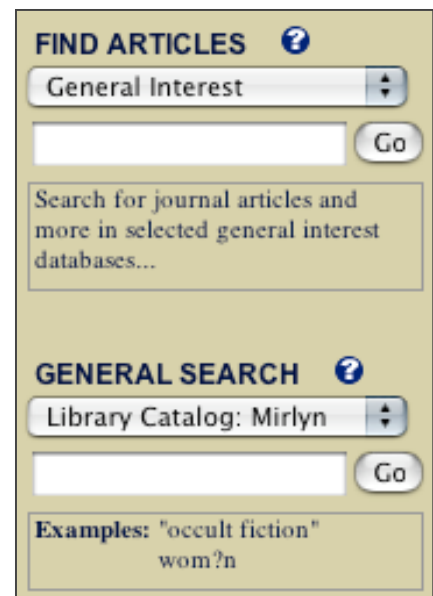 FIND ARTICLES ?
General Interest
Go
Search for journal articles and
more in selected general interest
databases...
GENERAL SEARCH ?
Library Catalog: Mirlyn
Go
Examples: "occult fiction"
wom?n